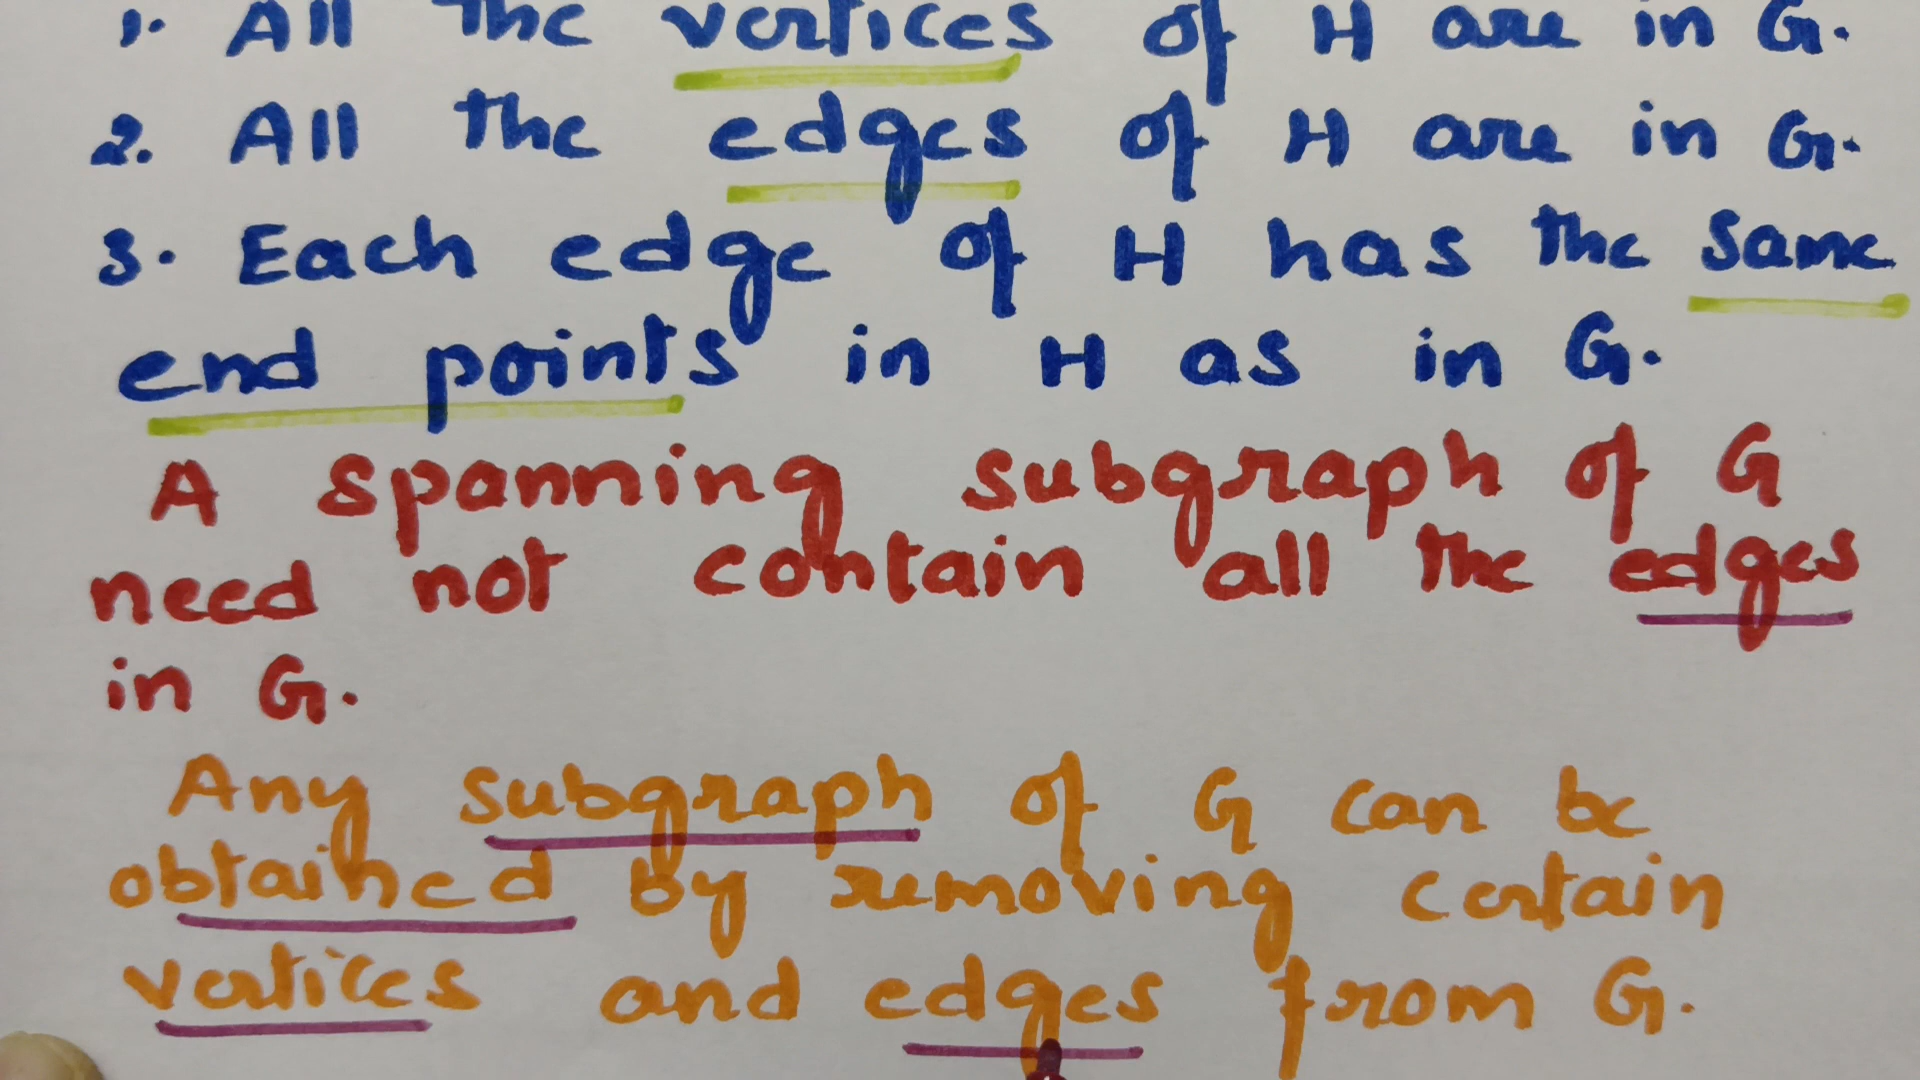 1. All the vertices of H are in G.
2. All the edges of H are in G.
3. Each edge of H has the same
end points in H as in G.
A spanning subgraph of G
need not contain all the edges
in G.
Any subgraph of G can be
obtained by removing certain
vertices and edges from G.